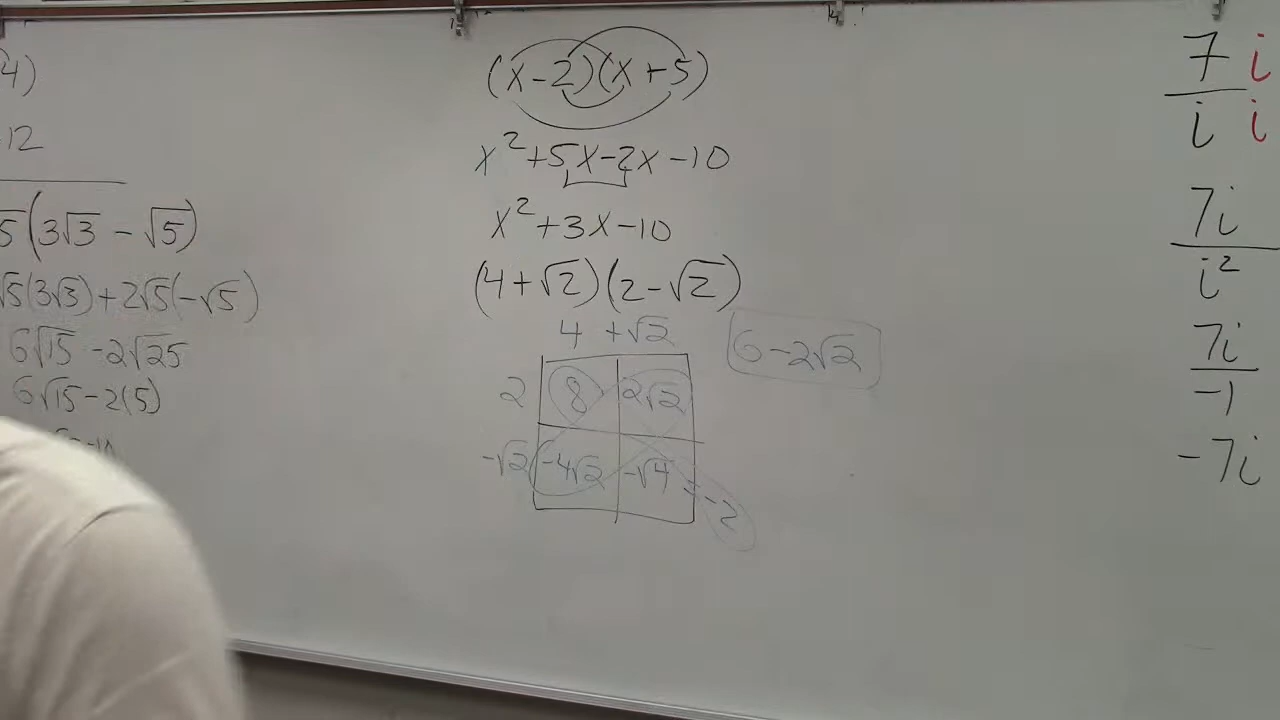 4)
12
5(3√3 - √5)
√5(3√3) + 2√5(-√5)
6√15 - 2√25
6√15 - 2(5)
(x - 2)(x + 5)
x² + 5x - 2x - 10
x² + 3x - 10
(4 + √2)(2 - √2)
4 + √2
6 - 2√2
2 8 2√2
-√2 -4√2 -√4 = -2
7 i
i i
7i
i²
7i
-1
-7i